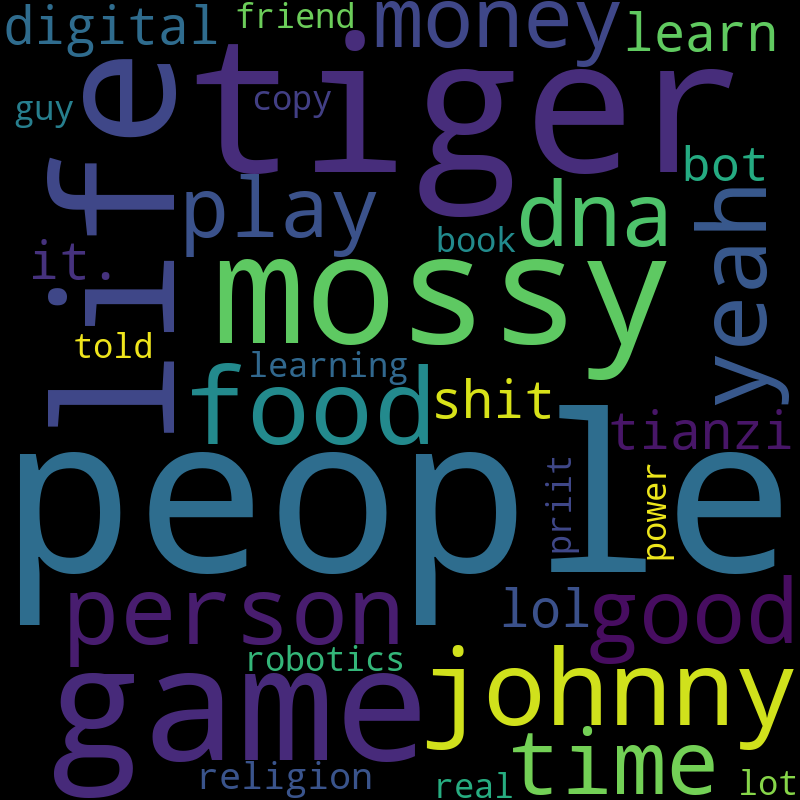 digital
friend
money
learn
life
tiger
guy
copy
bot
play
dna
yeah
book
it.
mossy
told
learning
food
shit
tianzi
people
priit
power
person
lol
good
robotics
game
johnny
time
religion
real
lot